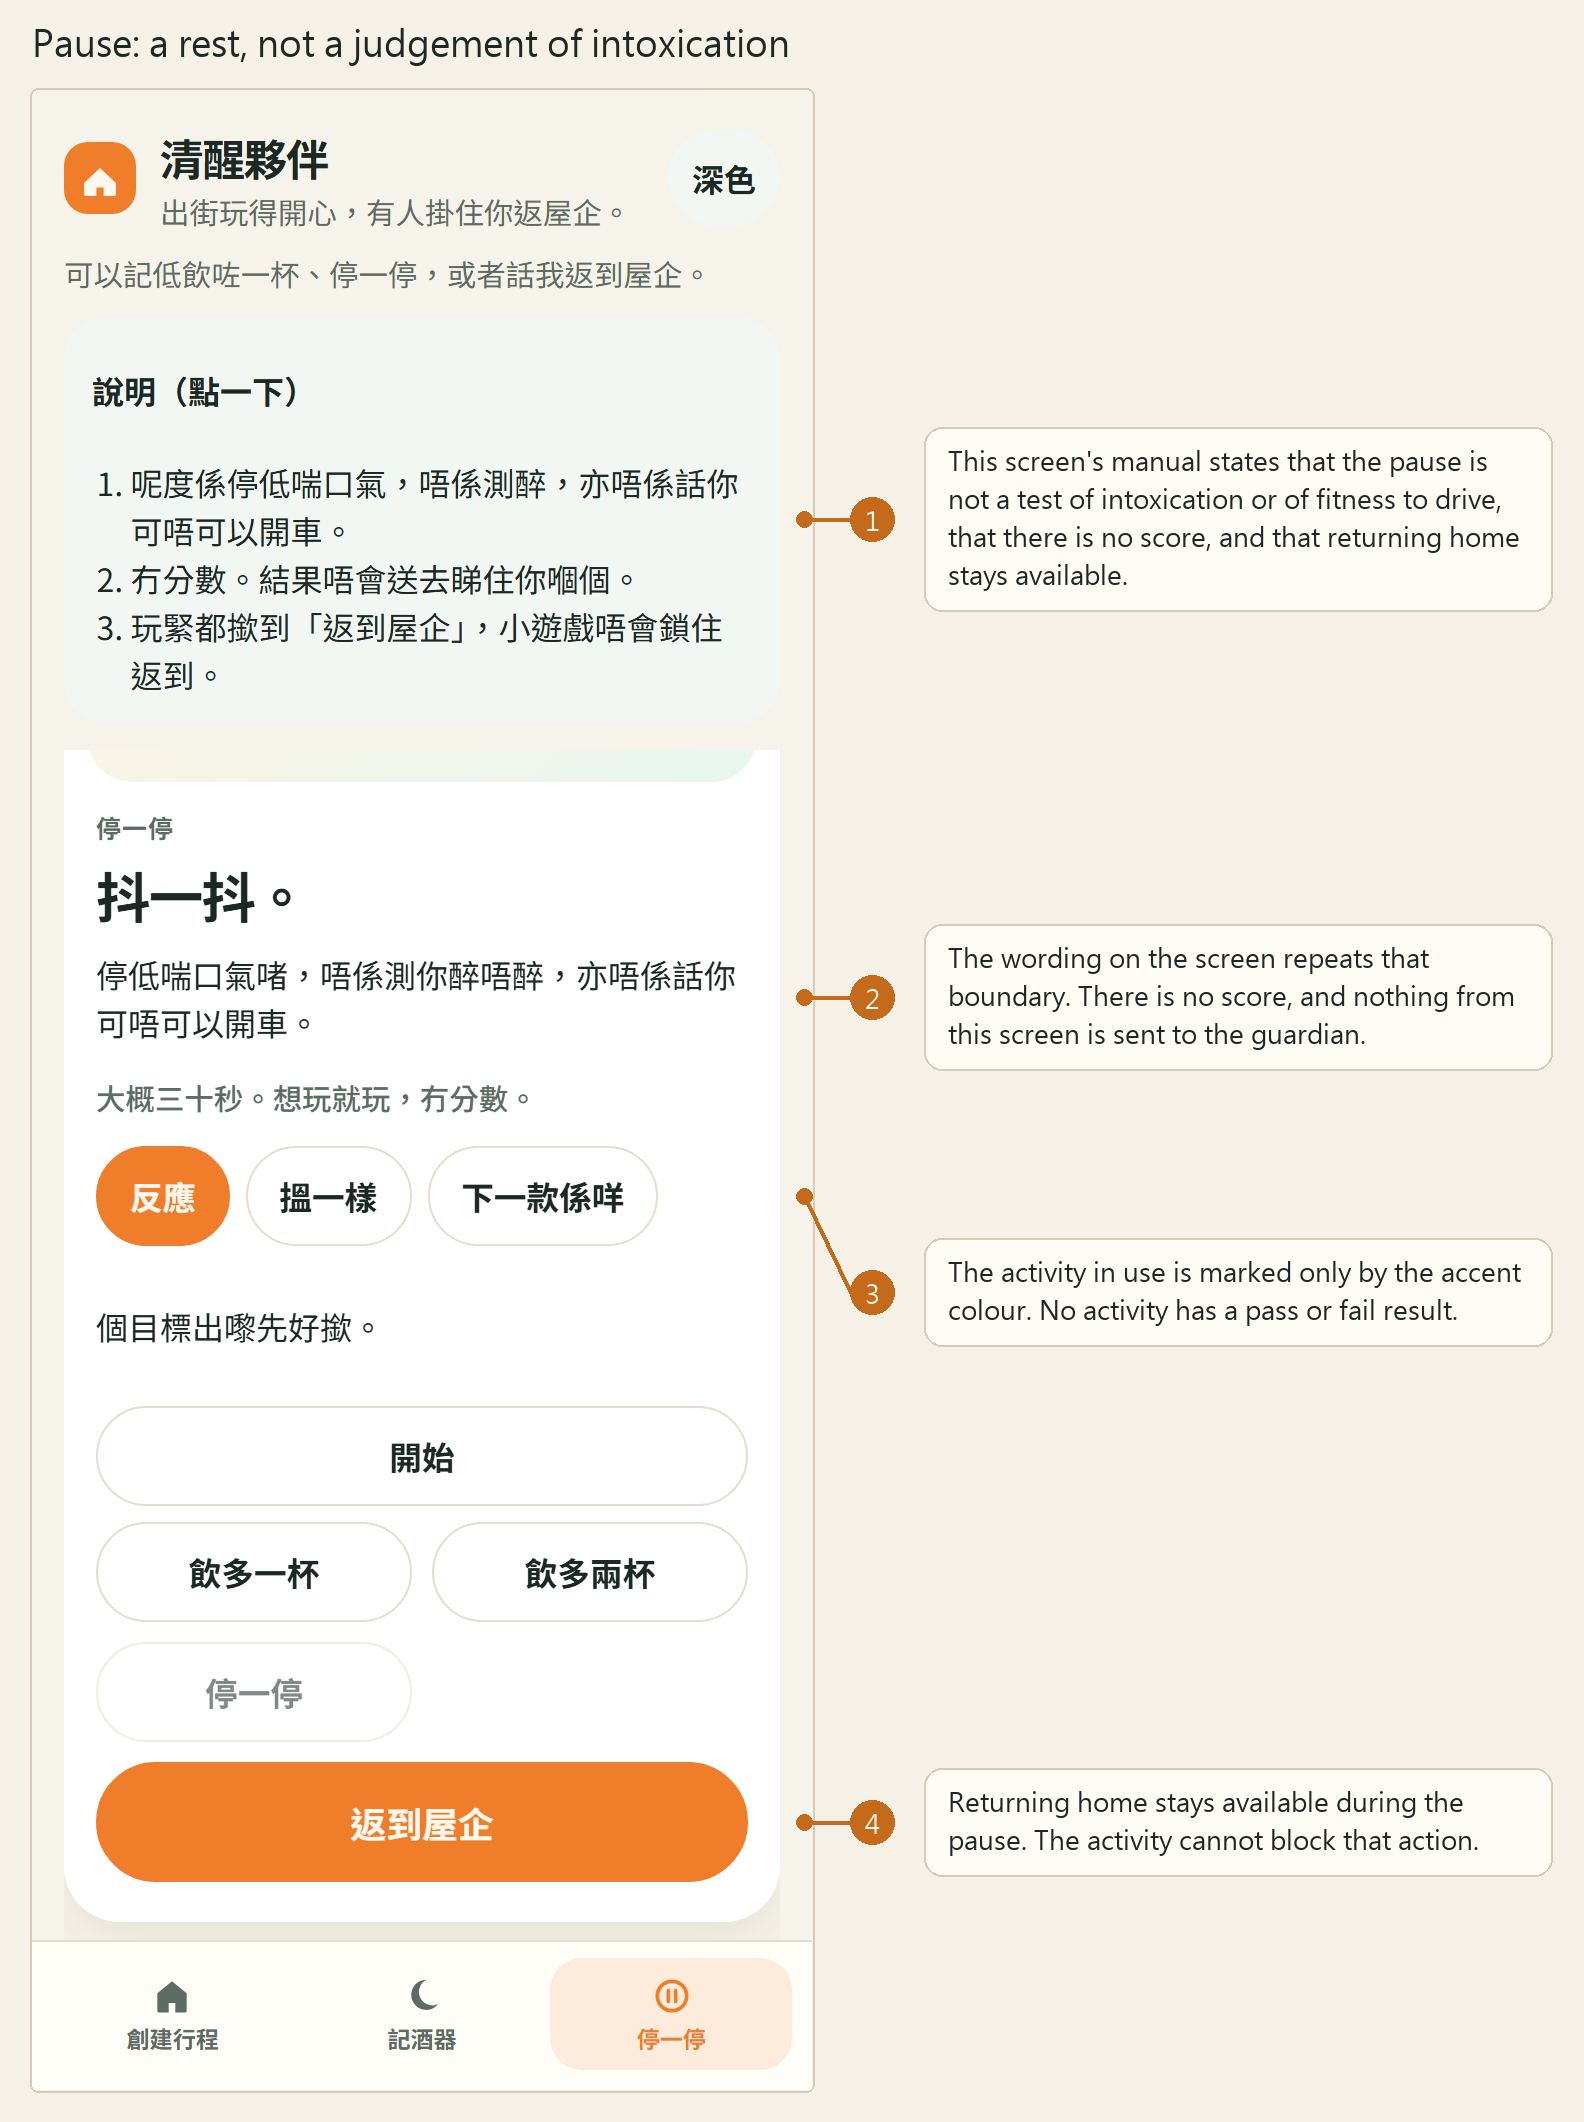 Pause: a rest, not a judgement of intoxication
清醒夥伴
出街玩得開心，有人掛住你返屋企。
深色
可以記低飲咗一杯、停一停，或者話我返到屋企。
說明（點一下）
1. 呢度係停低喘口氣，唔係測醉，亦唔係話你
可唔可以開車。
2. 冇分數。結果唔會送去睇住你嗰個。
3. 玩緊都撳到「返到屋企」，小遊戲唔會鎖住
返到。
1
This screen's manual states that the pause is
not a test of intoxication or of fitness to drive,
that there is no score, and that returning home
stays available.
停一停
抖一抖。
停低喘口氣啫，唔係測你醉唔醉，亦唔係話你
可唔可以開車。
2
The wording on the screen repeats that
boundary. There is no score, and nothing from
this screen is sent to the guardian.
大概三十秒。想玩就玩，冇分數。
反應
搵一樣
下一款係咩
3
The activity in use is marked only by the accent
colour. No activity has a pass or fail result.
個目標出嚟先好撳。
開始
飲多一杯
飲多兩杯
停一停
返到屋企
4
Returning home stays available during the
pause. The activity cannot block that action.
創建行程
記酒器
停一停